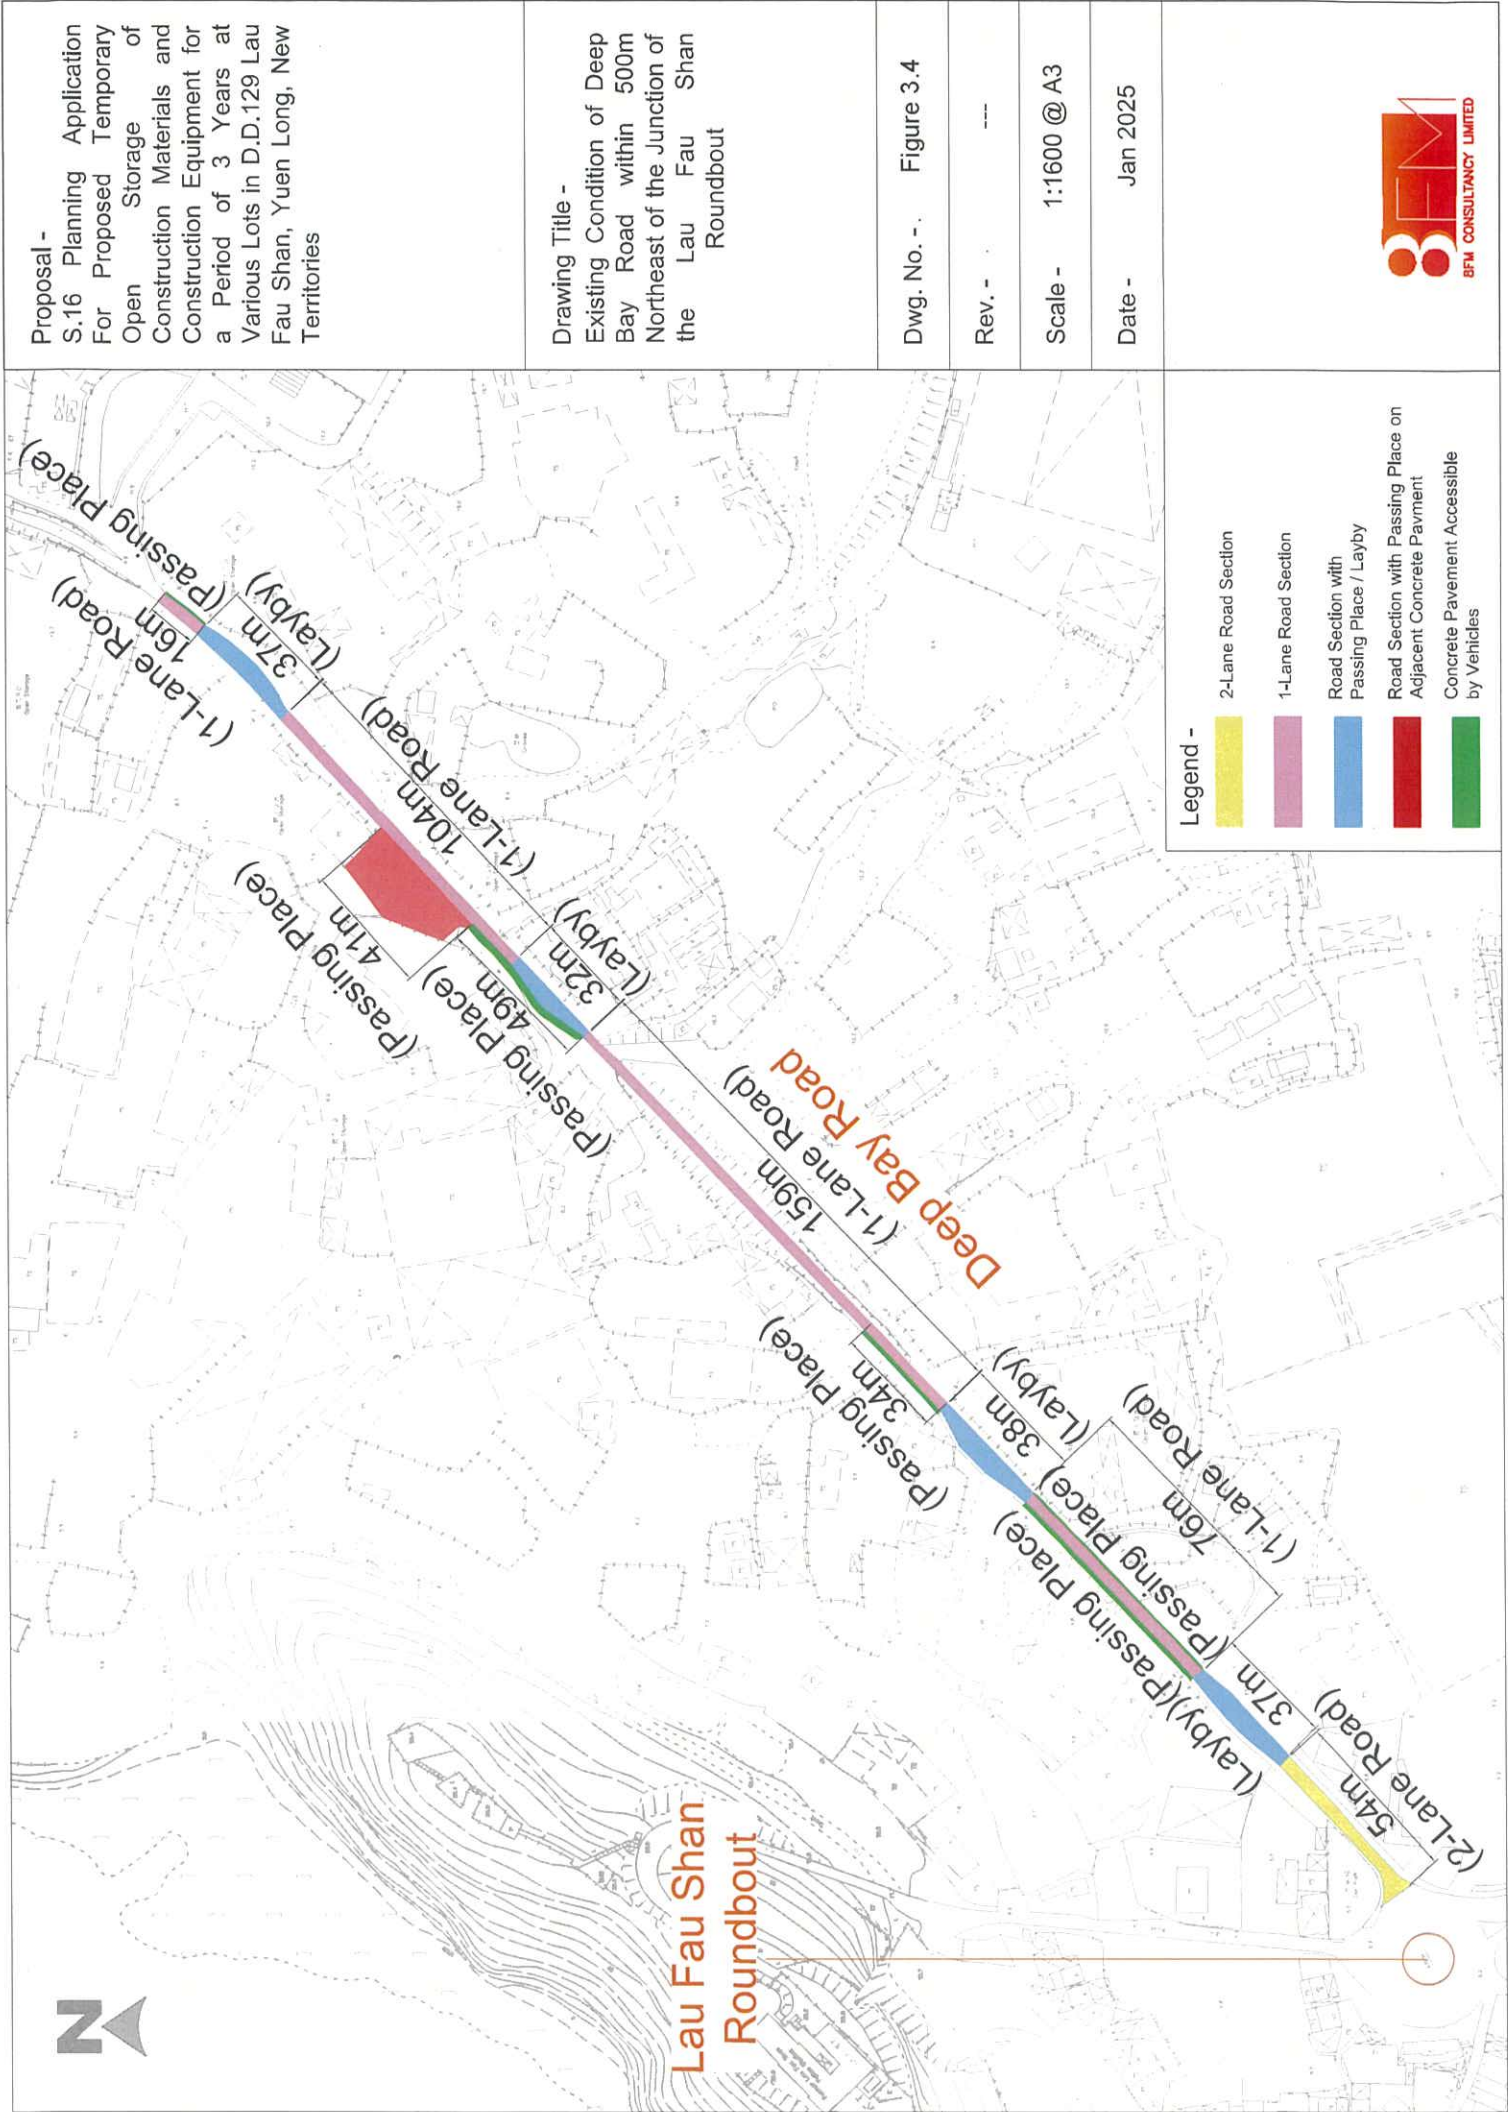 Proposal -
S.16 Planning Application
For Proposed Temporary
Open Storage of
Construction Materials and
Construction Equipment for
a Period of 3 Years at
Various Lots in D.D.129 Lau
Fau Shan, Yuen Long, New
Territories
Drawing Title -
Existing Condition of Deep
Bay Road within 500m
Northeast of the Junction of
the Lau Fau Shan
Roundbout
Dwg. No. - . Figure 3.4
Rev. - ---
Scale - 1:1600 @ A3
Date - Jan 2025
8FM
8FM CONSULTANCY LIMITED
Legend -
2-Lane Road Section
1-Lane Road Section
Road Section with
Passing Place / Layby
Road Section with Passing Place on
Adjacent Concrete Pavment
Concrete Pavement Accessible
by Vehicles
N
Lau Fau Shan
Roundbout
Deep Bay Road
54m
(2-Lane Road)
37m
(Layby)
(Passing Place)
(Passing Place)
76m
(1-Lane Road)
38m
(Layby)
34m
(Passing Place)
159m
(1-Lane Road)
32m
(Layby)
49m
(Passing Place)
41m
(Passing Place)
104m
(1-Lane Road)
37m
(Layby)
16m
(1-Lane Road)
(Passing Place)